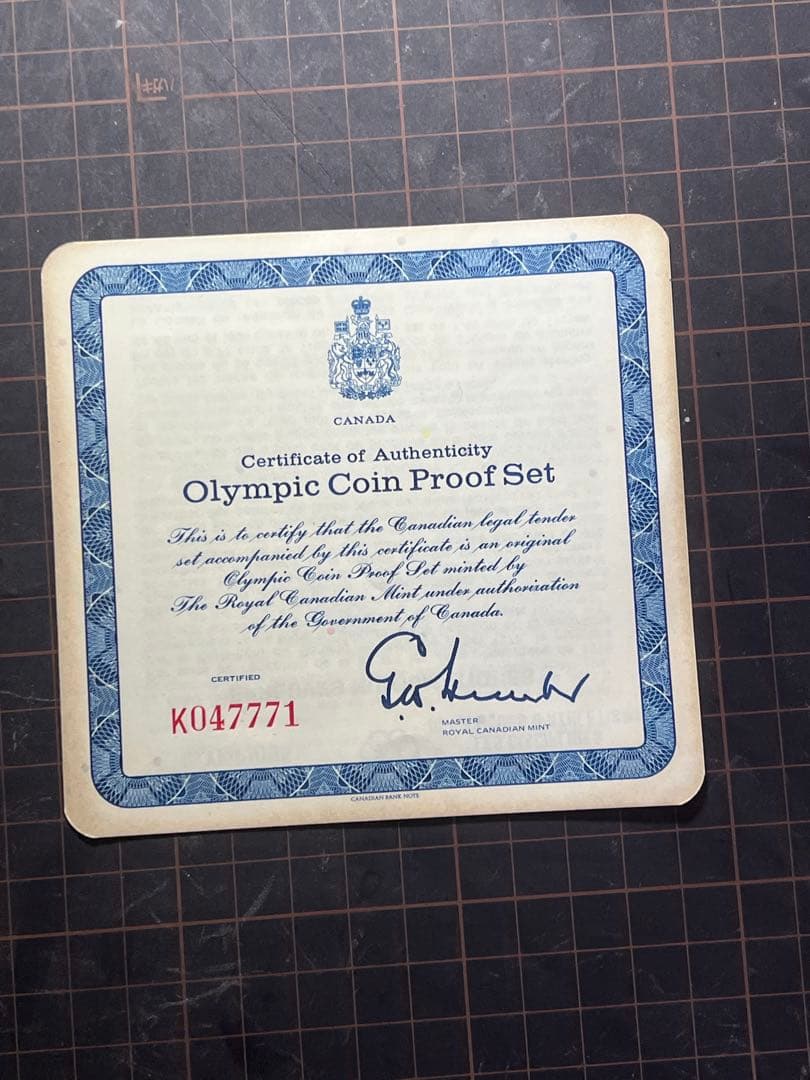 CANADA
Certificate of Authenticity
Olympic Coin Proof Set
This is to certify that the Canadian legal tender
set accompanied by this certificate is an original
Olympic Coin Proof Set minted by
The Royal Canadian Mint under authorization
of the Government of Canada.
CERTIFIED
K047771
MASTER
ROYAL CANADIAN MINT
CANADIAN BANK NOTE